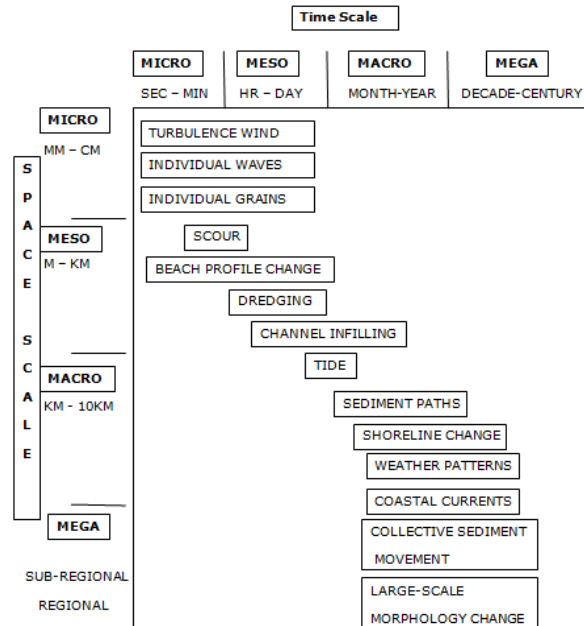 Time Scale
MICRO MESO MACRO MEGA
SEC – MIN HR – DAY MONTH-YEAR DECADE-CENTURY
MICRO
MM – CM
SPACE SCALE
TURBULENCE WIND
INDIVIDUAL WAVES
INDIVIDUAL GRAINS
MESO
M – KM
SCOUR
BEACH PROFILE CHANGE
DREDGING
CHANNEL INFILLING
TIDE
MACRO
KM - 10KM
SEDIMENT PATHS
SHORELINE CHANGE
WEATHER PATTERNS
COASTAL CURRENTS
MEGA
SUB-REGIONAL
REGIONAL
COLLECTIVE SEDIMENT
MOVEMENT
LARGE-SCALE
MORPHOLOGY CHANGE